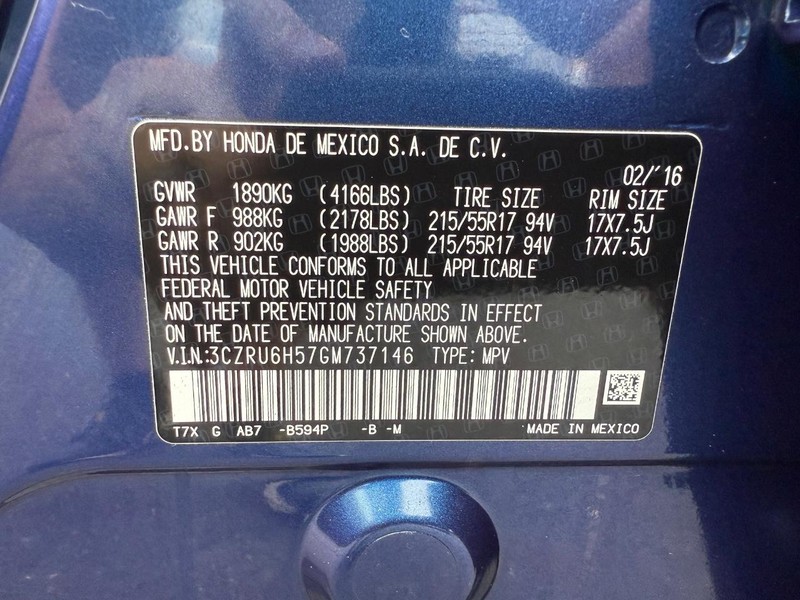 MFD.BY HONDA DE MEXICO S.A. DE C.V.
02/'16
GVWR 1890KG (4166LBS) TIRE SIZE RIM SIZE
GAWR F 988KG (2178LBS) 215/55R17 94V 17X7.5J
GAWR R 902KG (1988LBS) 215/55R17 94V 17X7.5J
THIS VEHICLE CONFORMS TO ALL APPLICABLE
FEDERAL MOTOR VEHICLE SAFETY
AND THEFT PREVENTION STANDARDS IN EFFECT
ON THE DATE OF MANUFACTURE SHOWN ABOVE.
V.I.N.:3CZRU6H57GM737146 TYPE: MPV
T7X G AB7 -B594P -B -M MADE IN MEXICO